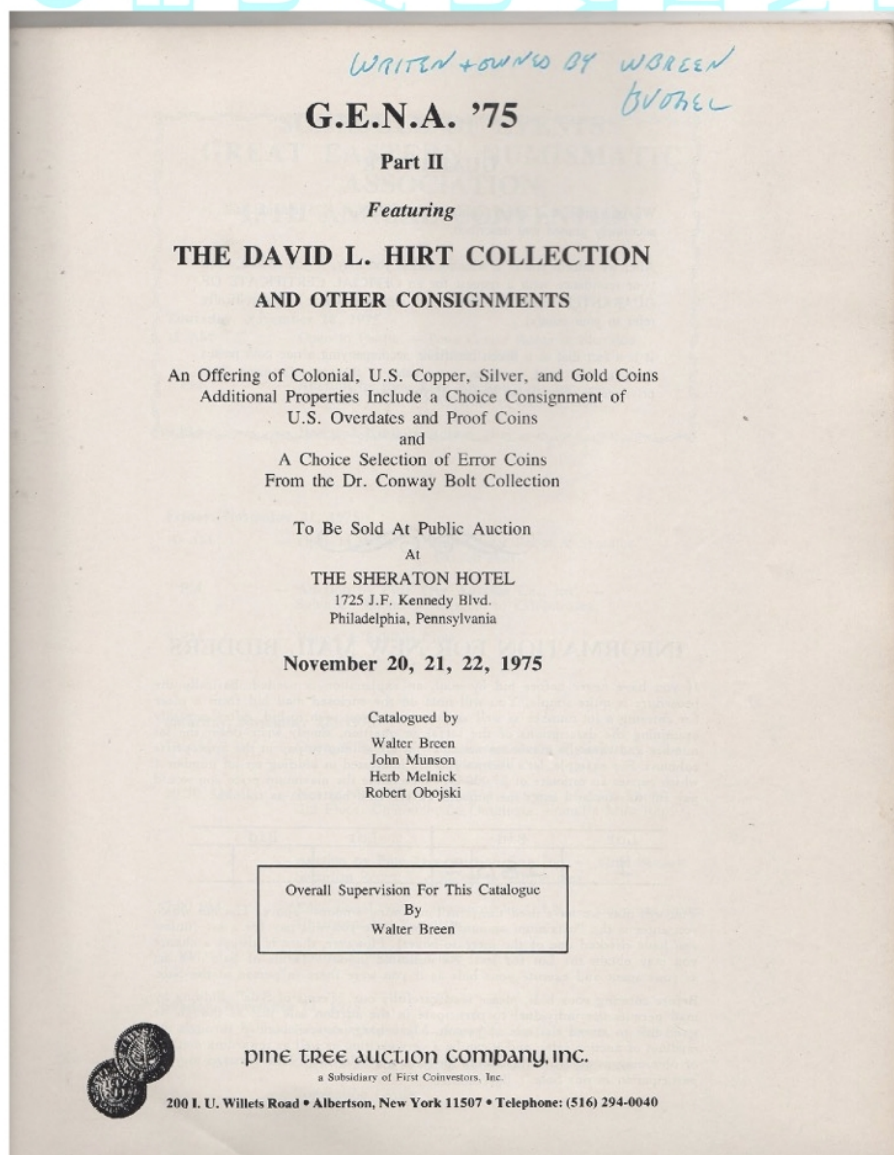 WRITEN + OWNED BY WBREEN
G.E.N.A. '75
Part II
Featuring
THE DAVID L. HIRT COLLECTION
AND OTHER CONSIGNMENTS
An Offering of Colonial, U.S. Copper, Silver, and Gold Coins
Additional Properties Include a Choice Consignment of
U.S. Overdates and Proof Coins
and
A Choice Selection of Error Coins
From the Dr. Conway Bolt Collection
To Be Sold At Public Auction
At
THE SHERATON HOTEL
1725 J.F. Kennedy Blvd.
Philadelphia, Pennsylvania
November 20, 21, 22, 1975
Catalogued by
Walter Breen
John Munson
Herb Melnick
Robert Obojski
Overall Supervision For This Catalogue
By
Walter Breen
PINE TREE AUCTION COMPANY, INC.
a Subsidiary of First Coinvestors, Inc.
200 I. U. Willets Road • Albertson, New York 11507 • Telephone: (516) 294-0040